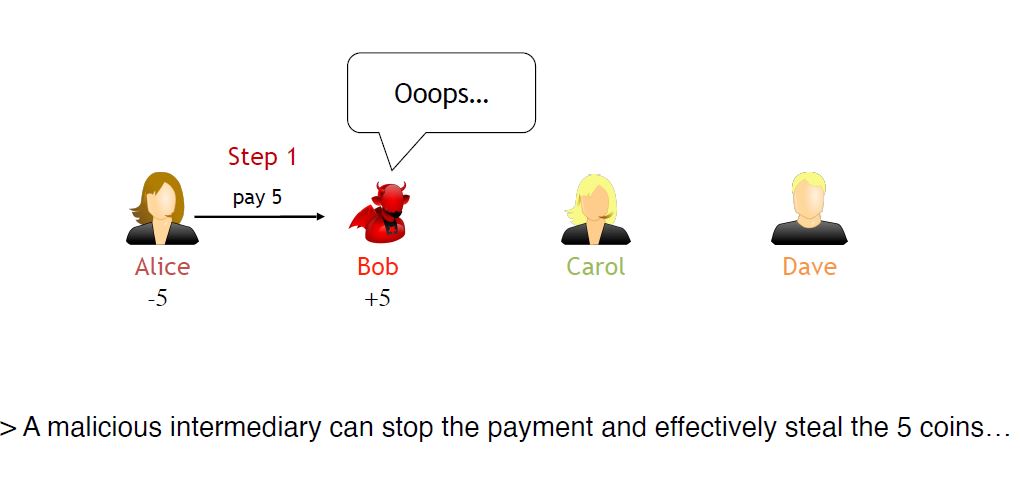 Ooops...
Step 1
pay 5
Alice
Bob
Carol
Dave
-5
+5
> A malicious intermediary can stop the payment and effectively steal the 5 coins…